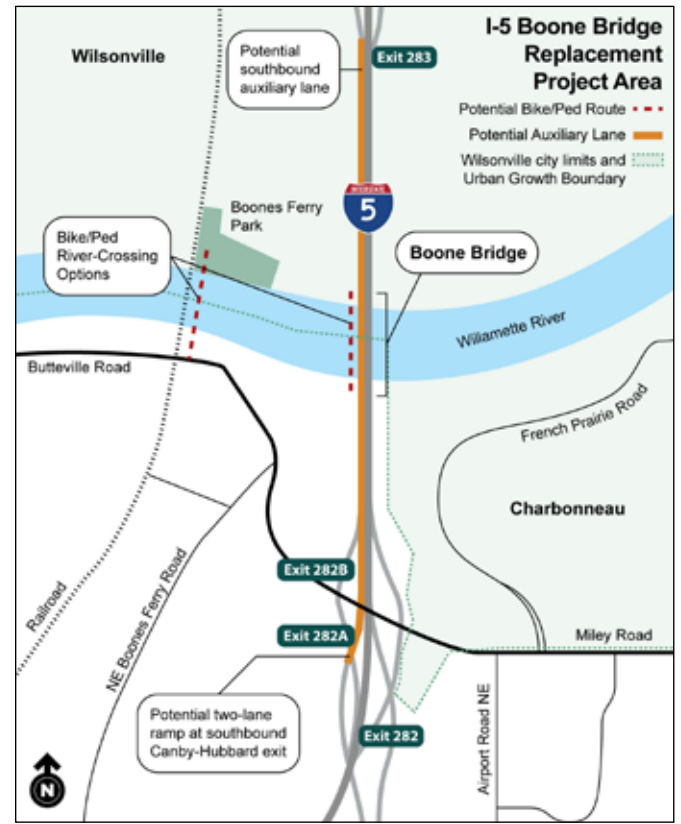 I-5 Boone Bridge
Replacement
Project Area
Potential Bike/Ped Route
Potential Auxiliary Lane
Wilsonville city limits and
Urban Growth Boundary
Wilsonville
Potential
southbound
auxiliary lane
Exit 283
INTERSTATE
5
Boones Ferry
Park
Bike/Ped
River-Crossing
Options
Boone Bridge
Willamette River
Butteville Road
French Prairie Road
Charbonneau
Exit 282B
Exit 282A
Railroad
NE Boones Ferry Road
Miley Road
Potential two-lane
ramp at southbound
Canby-Hubbard exit
Exit 282
Airport Road NE
N